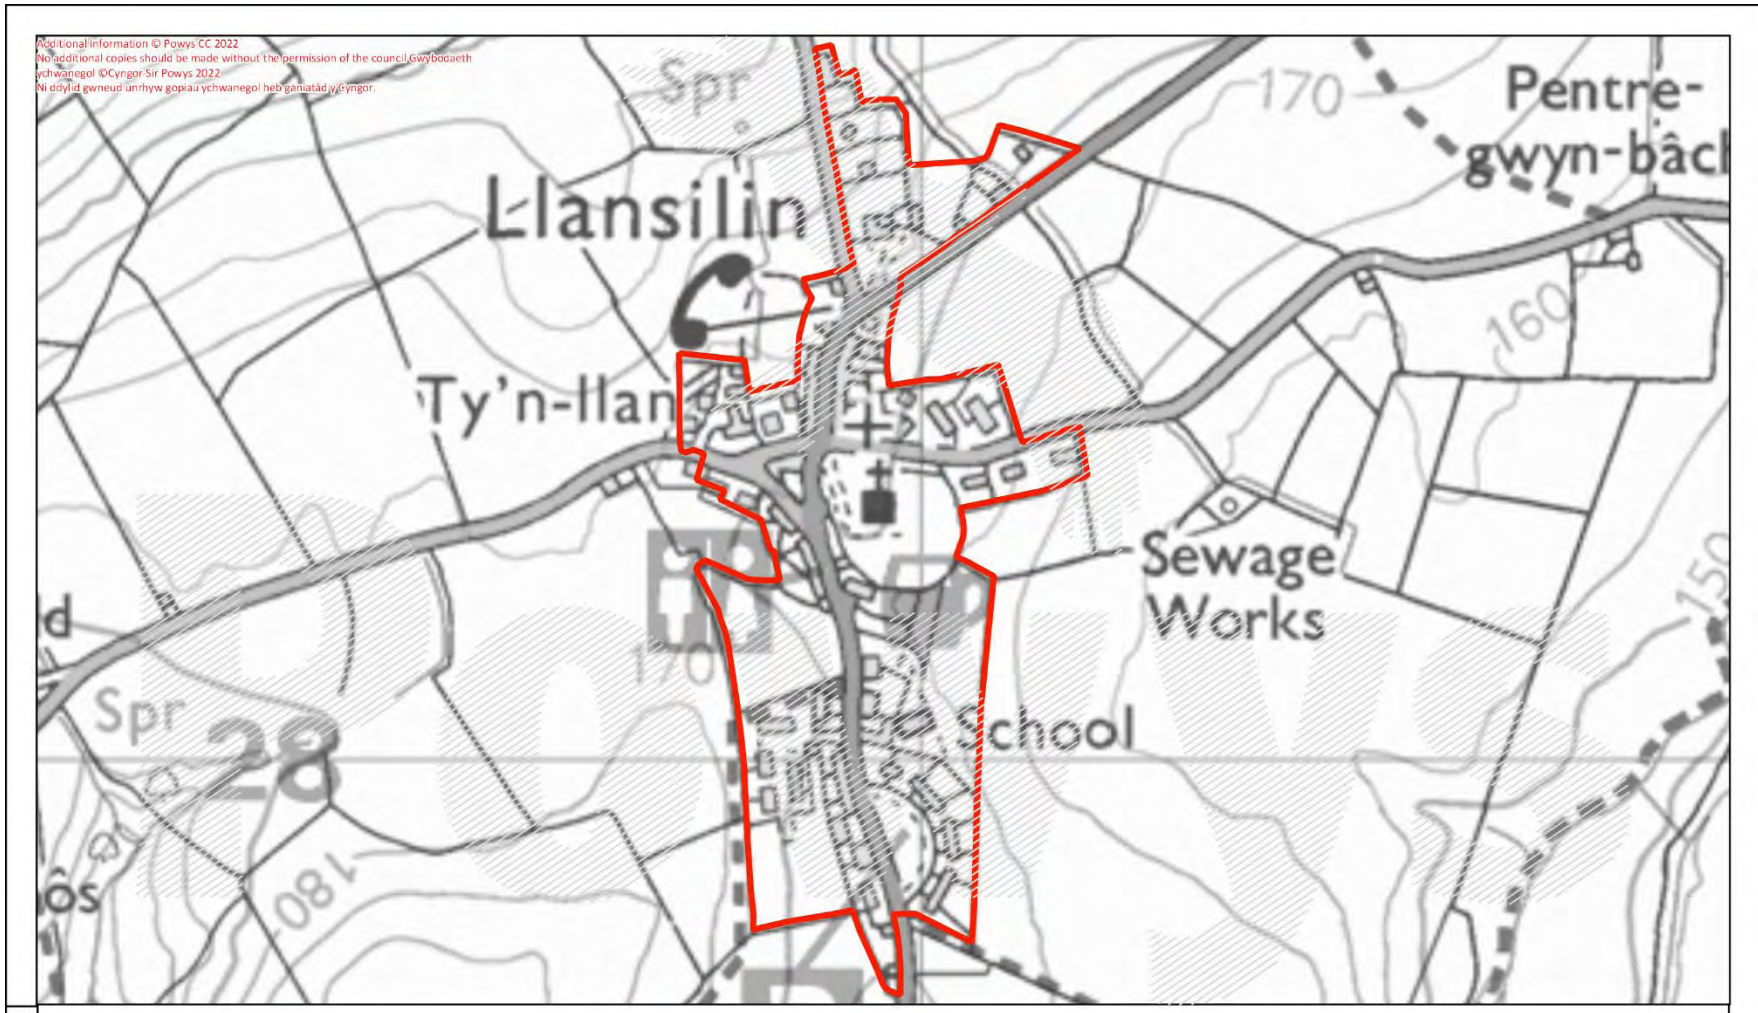 Additional Information © Powys CC 2022
No additional copies should be made without the permission of the council Gwybodaeth
ychwanegol ©Cyngor Sir Powys 2022
Ni ddylid gwneud unrhyw gopïau ychwanegol heb ganiatâd y Cyngor.
Spr
170
Pentre-
gwyn-bâch
Llansilin
160
Ty'n-llan
Sewage
Works
150
170
Spr
28
School
180
ôs